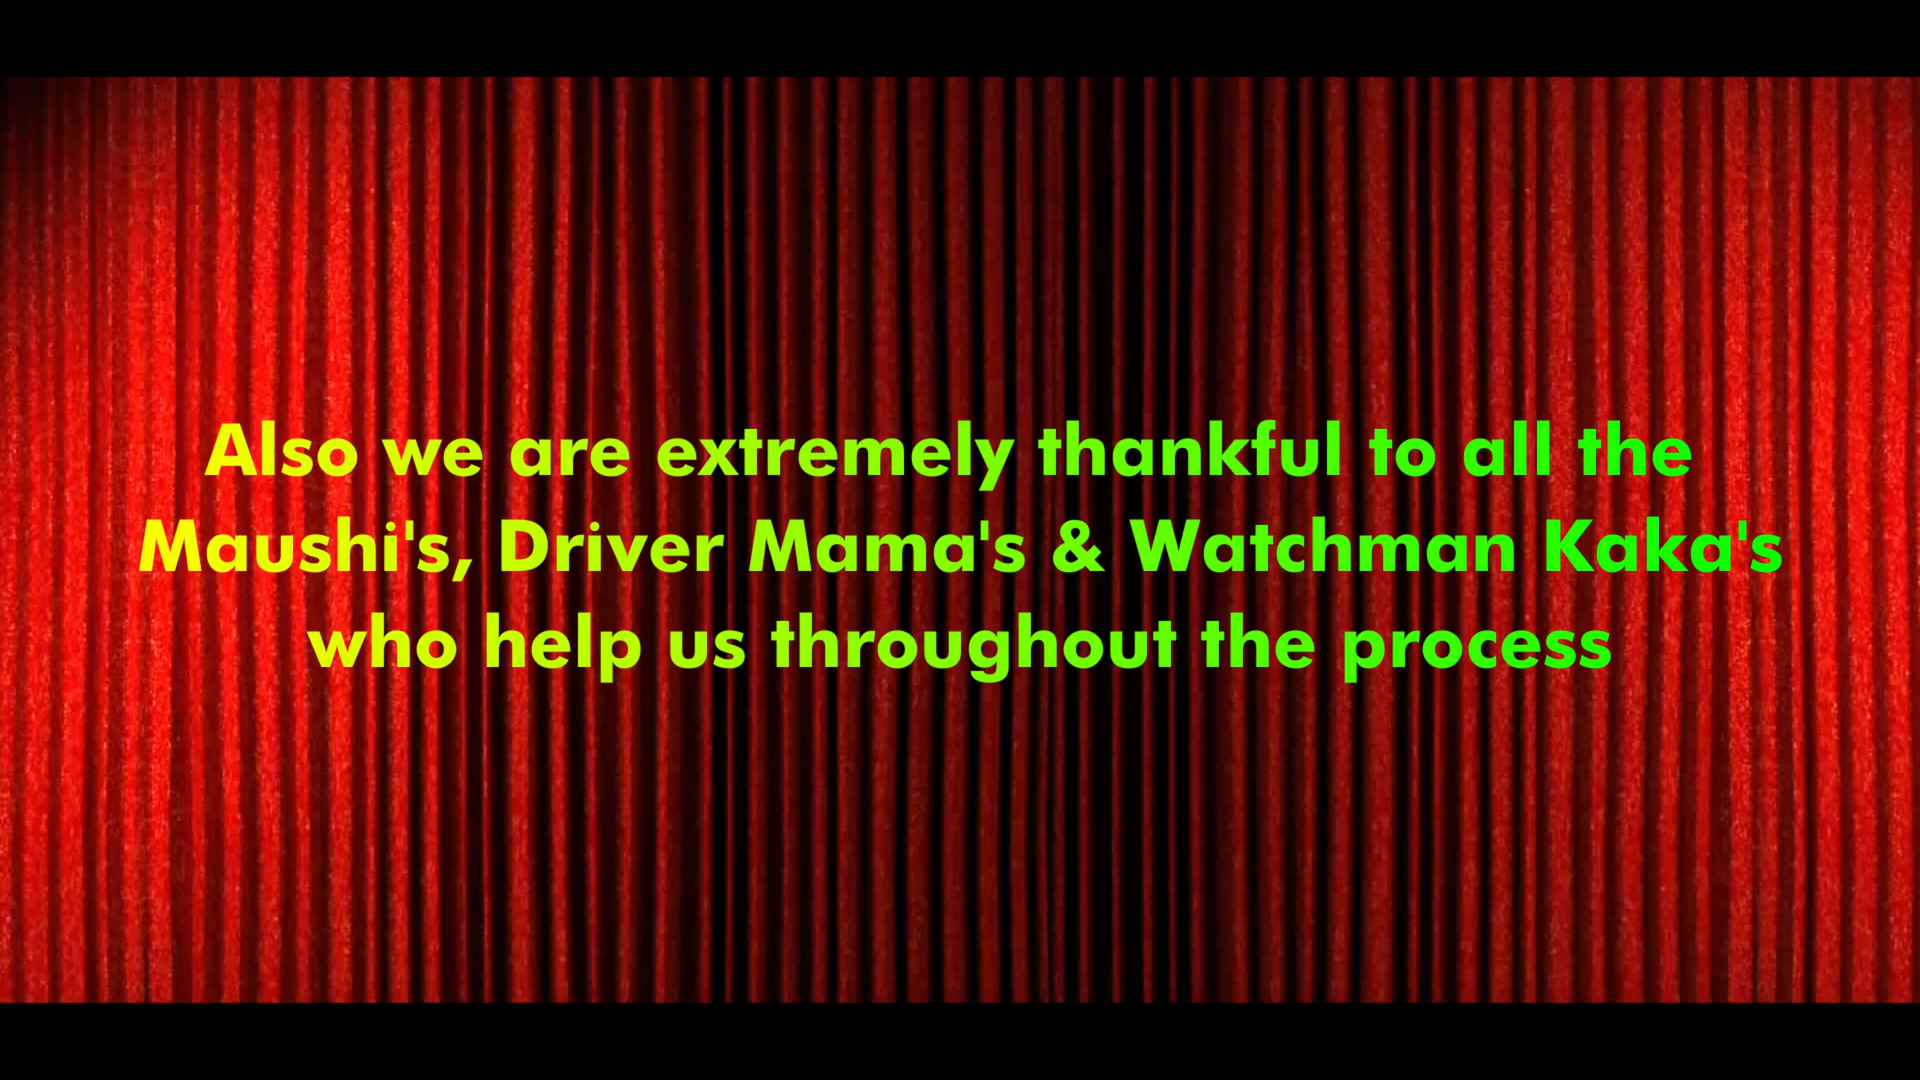 Also we are extremely thankful to all the
Maushi's, Driver Mama's & Watchman Kaka's
who help us throughout the process